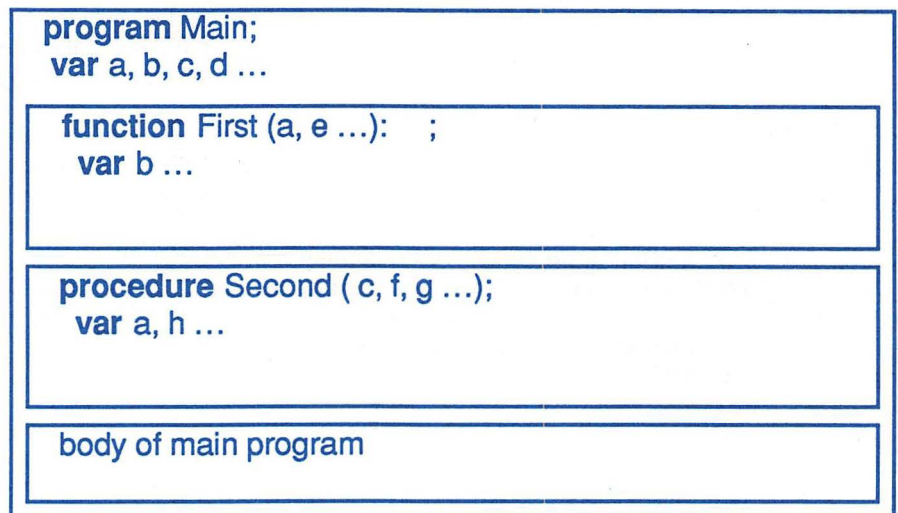 program Main;
var a, b, c, d ...
function First (a, e ...): ;
var b ...
procedure Second ( c, f, g ...);
var a, h ...
body of main program